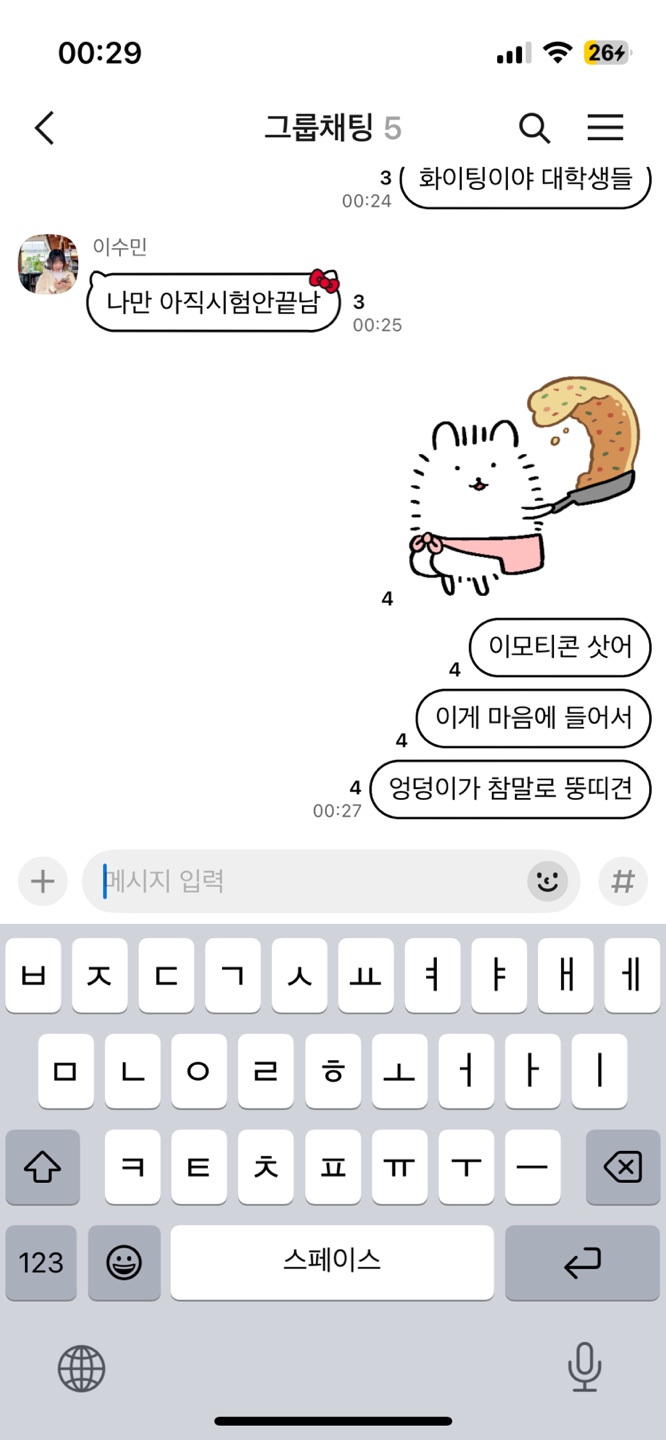 00:29
26
그룹채팅 5
화이팅이야 대학생들
3
00:24
이수민
나만 아직시험안끝남
3
00:25
4
이모티콘 삿어
4
이게 마음에 들어서
4
엉덩이가 참말로 뚱띠견
4
00:27
메시지 입력
#
ㅂ ㅈ ㄷ ㄱ ㅅ ㅛ ㅕ ㅑ ㅐ ㅔ
ㅁ ㄴ ㅇ ㄹ ㅎ ㅗ ㅓ ㅏ ㅣ
ㅋ ㅌ ㅊ ㅍ ㅠ ㅜ ㅡ
123 스페이스